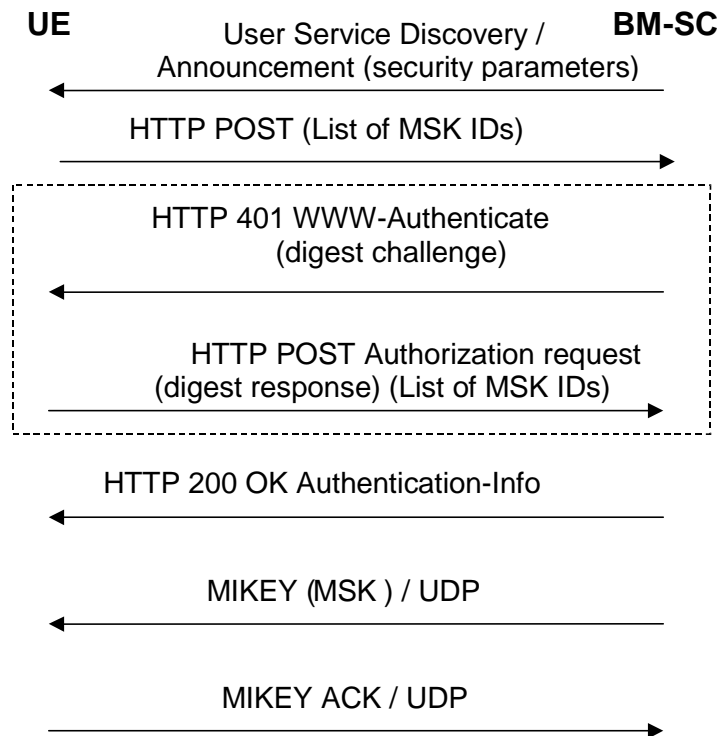 UE
BM-SC
User Service Discovery /
Announcement (security parameters)
HTTP POST (List of MSK IDs)
HTTP 401 WWW-Authenticate
(digest challenge)
HTTP POST Authorization request
(digest response) (List of MSK IDs)
HTTP 200 OK Authentication-Info
MIKEY (MSK ) / UDP
MIKEY ACK / UDP